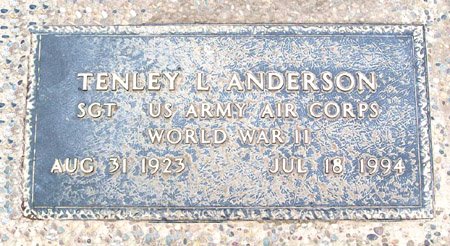 TENLEY L ANDERSON
SGT US ARMY AIR CORPS
WORLD WAR II
AUG 31 1923 JUL 18 1994